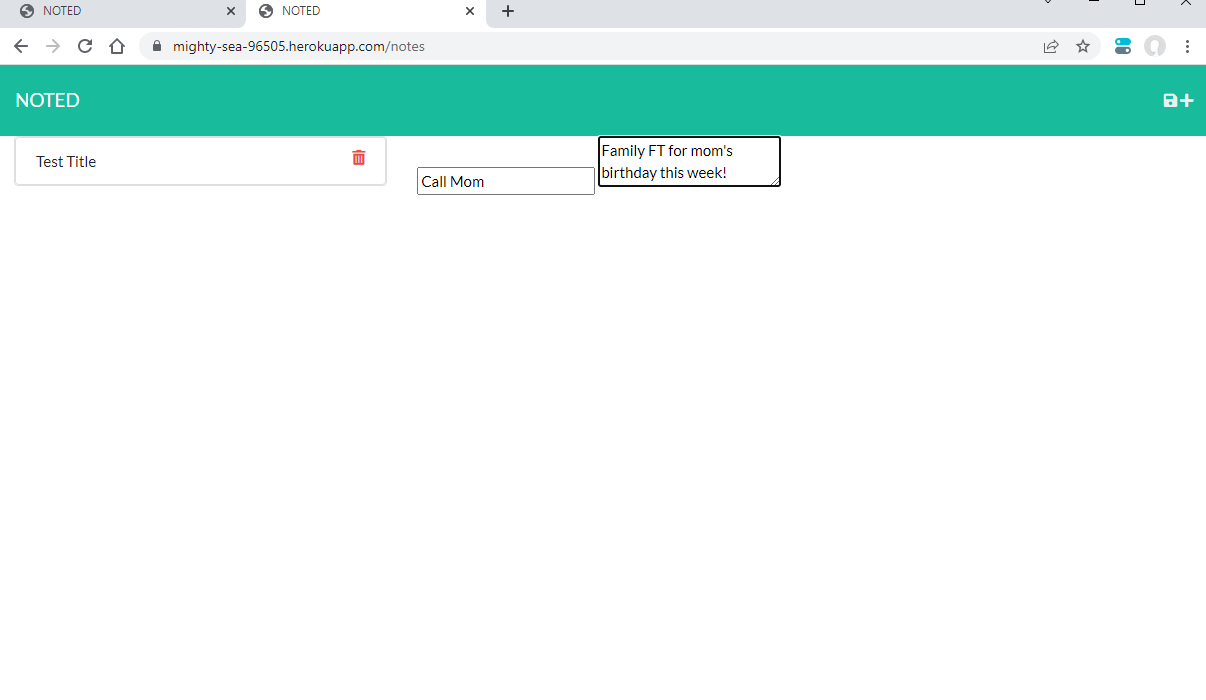 NOTED
NOTED
mighty-sea-96505.herokuapp.com/notes
NOTED
Test Title
Call Mom
Family FT for mom's
birthday this week!